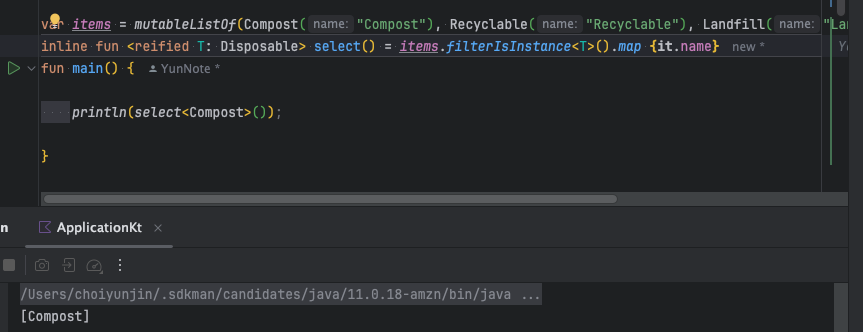 var items = mutableListOf(Compost( name: "Compost"), Recyclable( name: "Recyclable"), Landfill( name: "Lan
inline fun <reified T: Disposable> select() = items.filterIsInstance<T>().map {it.name} new *
fun main() { YunNote *
println(select<Compost>());
}
n ApplicationKt
/Users/choiyunjin/.sdkman/candidates/java/11.0.18-amzn/bin/java ...
[Compost]